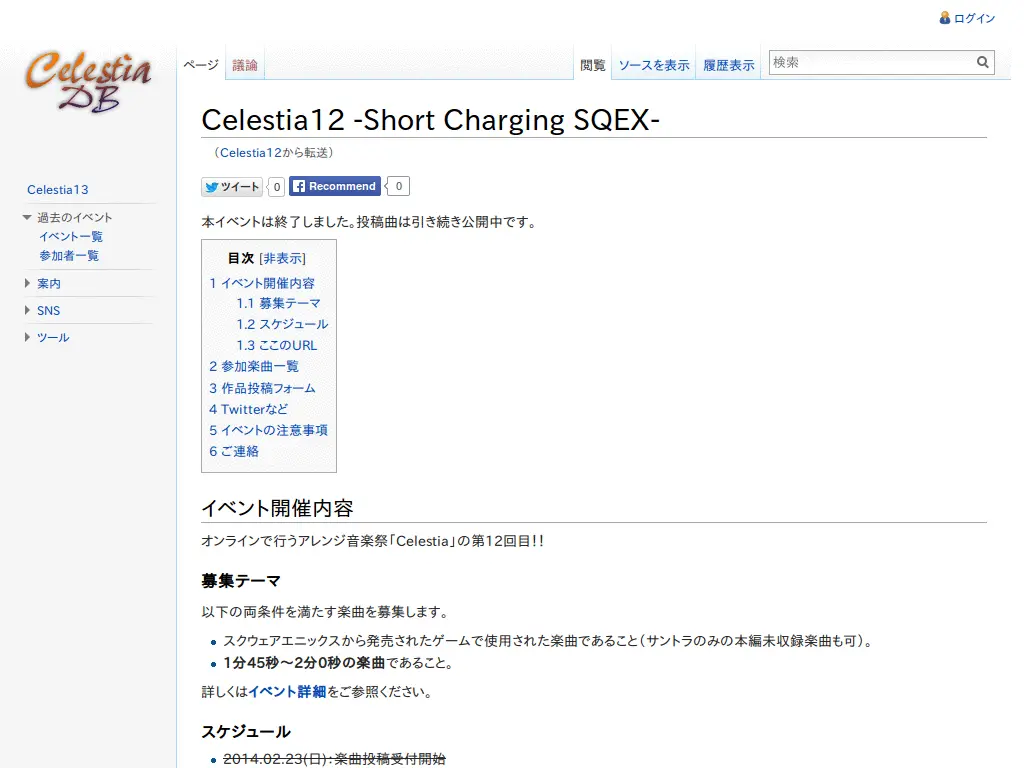 ログイン
Celestia DB
ページ 議論 閲覧 ソースを表示 履歴表示 検索
Celestia13
過去のイベント
イベント一覧
参加者一覧
案内
SNS
ツール
Celestia12 -Short Charging SQEX-
（Celestia12から転送）
ツイート 0 Recommend 0
本イベントは終了しました。投稿曲は引き続き公開中です。
目次 [非表示]
1 イベント開催内容
1.1 募集テーマ
1.2 スケジュール
1.3 ここのURL
2 参加楽曲一覧
3 作品投稿フォーム
4 Twitterなど
5 イベントの注意事項
6 ご連絡
イベント開催内容
オンラインで行うアレンジ音楽祭「Celestia」の第12回目！！
募集テーマ
以下の両条件を満たす楽曲を募集します。
スクウェアエニックスから発売されたゲームで使用された楽曲であること（サントラのみの本編未収録楽曲も可）。
1分45秒～2分0秒の楽曲であること。
詳しくはイベント詳細をご参照ください。
スケジュール
2014.02.23(日)：楽曲投稿受付開始